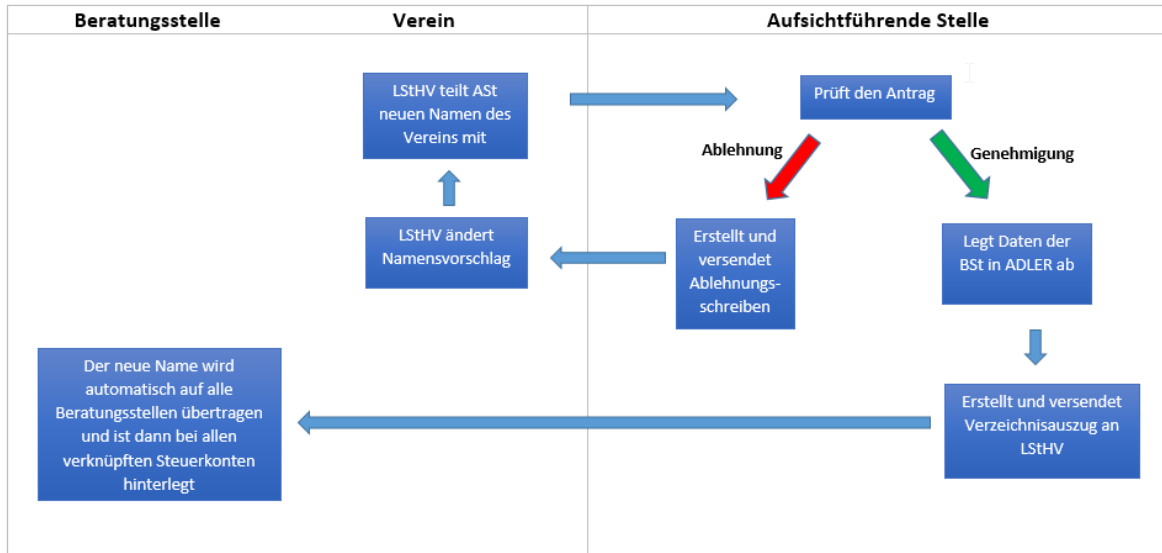 Beratungsstelle
Verein
Aufsichtführende Stelle
LStHV teilt ASt
neuen Namen des
Vereins mit
Prüft den Antrag
Ablehnung
Genehmigung
LStHV ändert
Namensvorschlag
Erstellt und
versendet
Ablehnungs-
schreiben
Legt Daten der
BSt in ADLER ab
Der neue Name wird
automatisch auf alle
Beratungsstellen übertragen
und ist dann bei allen
verknüpften Steuerkonten
hinterlegt
Erstellt und versendet
Verzeichnisauszug an
LStHV